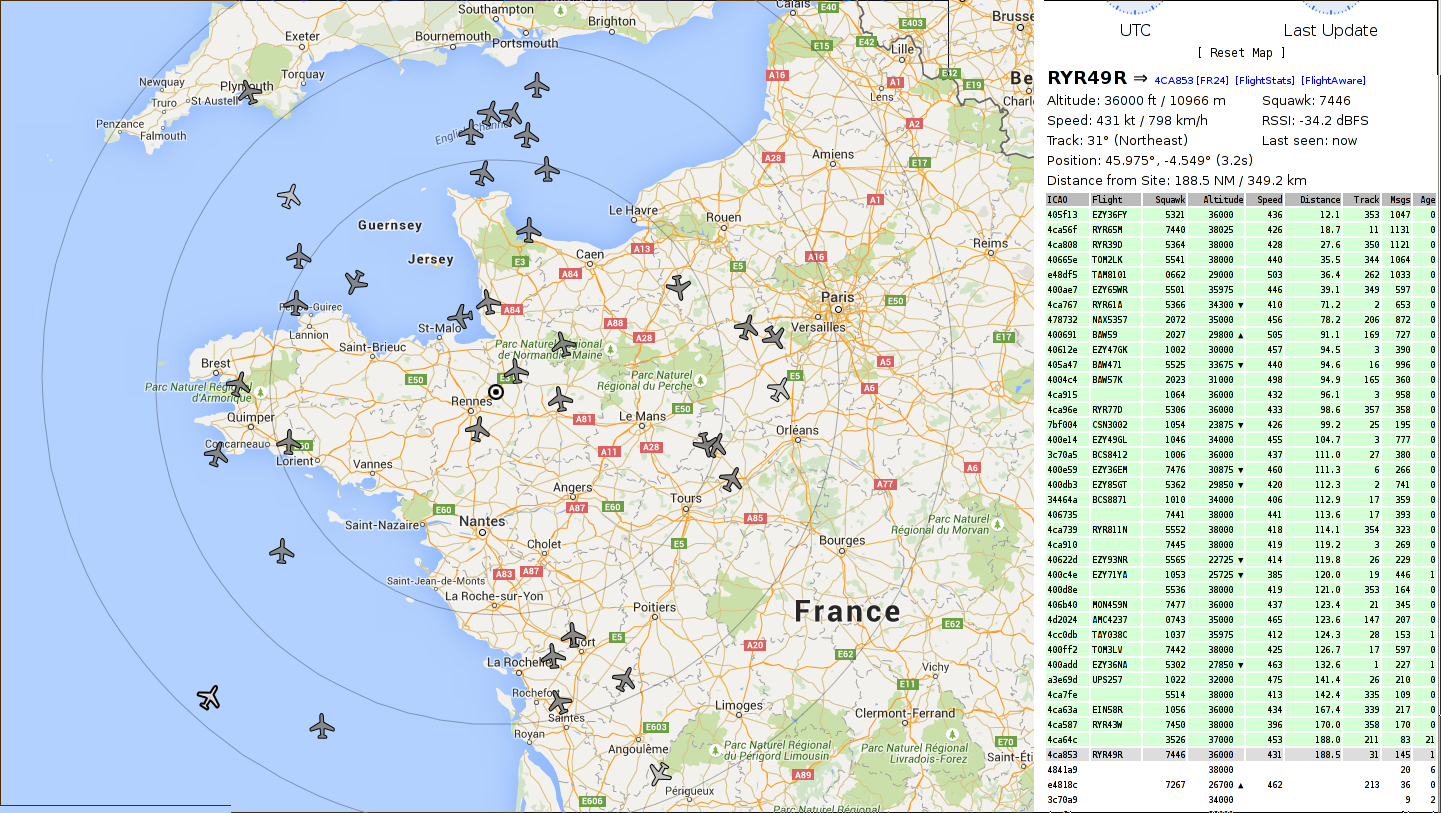 Southampton
Brighton
Calais
E40
Brusse
Exeter
Bournemouth
Portsmouth
E15
E42
E403
Lille
Torquay
Newquay
Plymouth
Truro
St Austell
Penzance
Falmouth
A16
A1
E42
E19
Be
Lens
Charl
A2
English Channel
A28
Amiens
E17
Guernsey
Le Havre
Rouen
A1
Reims
Jersey
Caen
A13
E3
A84
E5
A16
Paris
E50
Versailles
Perros-Guirec
Lannion
St-Malo
A84
A88
A28
E17
Saint-Brieuc
Parc Naturel
de Normandie-Maine
Brest
E50
Parc Naturel
Régional du Perche
E5
A5
A6
Parc Naturel Régional
d'Armorique
Rennes
E50
Quimper
A81
Le Mans
Orléans
Concarneau
E60
Lorient
Vannes
A11
A28
A6
Angers
Tours
A77
A87
E60
Saint-Nazaire
E60
Nantes
A85
Parc Naturel
Régional du Morvan
Cholet
E5
Bourges
A83
A87
Saint-Jean-de-Monts
La Roche-sur-Yon
Poitiers
France
Niort
E5
A20
E62
E62
La Rochelle
Vichy
E11
Rochefort
Saintes
Limoges
Clermont-Ferrand
Royan
E603
Angoulême
Parc Naturel Régional
du Périgord Limousin
Parc Naturel Régional
Livradois-Forez
E70
Saint-Éti
A89
E606
Périgueux
Parc Naturel Régional
UTC Last Update
[ Reset Map ]
RYR49R ⇒ 4CA853 [FR24] [FlightStats] [FlightAware]
Altitude: 36000 ft / 10966 m Squawk: 7446
Speed: 431 kt / 798 km/h RSSI: -34.2 dBFS
Track: 31° (Northeast) Last seen: now
Position: 45.975°, -4.549° (3.2s)
Distance from Site: 188.5 NM / 349.2 km
ICAO Flight Squawk Altitude Speed Distance Track Msgs Age
405f13 EZY36FY 5321 36000 436 12.1 353 1047 0
4ca56f RYR65M 7440 38025 426 18.7 11 1131 0
4ca808 RYR39D 5364 38000 428 27.6 350 1121 0
40665e TOM2LK 5541 38000 440 35.5 344 1064 0
e48df5 TAM8101 0662 29000 503 36.4 262 1033 0
400ae7 EZY65WR 5501 35975 446 39.1 349 597 0
4ca767 RYR61A 5366 34300 ▼ 410 71.2 2 653 0
478732 NAX5357 2072 35000 456 78.2 206 872 0
400691 BAW59 2027 29800 ▲ 505 91.1 169 727 0
40612e EZY47GK 1002 30000 457 94.5 3 390 0
405a47 BAW471 5525 33675 ▼ 440 94.6 16 996 0
4004c4 BAW57K 2023 31000 498 94.9 165 360 0
4ca915 1064 36000 432 96.1 3 958 0
4ca96e RYR77D 5306 36000 433 98.6 357 358 0
7bf004 CSN3002 1054 23875 ▼ 426 99.2 25 195 0
400e14 EZY49GL 1046 34000 455 104.7 3 777 0
3c70a5 BCS8412 1006 36000 437 111.0 27 380 0
400e59 EZY36EM 7476 30875 ▼ 460 111.3 6 266 0
400db3 EZY85GT 5362 29850 ▼ 420 112.3 2 741 0
34464a BCS8871 1010 34000 406 112.9 17 359 0
406735 7441 38000 441 113.6 17 393 0
4ca739 RYR811N 5552 38000 418 114.1 354 323 0
4ca910 7445 38000 419 119.2 3 269 0
40622d EZY93NR 5565 22725 ▼ 414 119.8 26 229 0
400c4e EZY71YA 1053 25725 ▼ 385 120.0 19 446 1
400d8e 5536 38000 419 121.0 353 164 0
406b40 MON459N 7477 36000 437 123.4 21 345 0
4d2024 AMC4237 0743 35000 465 123.6 147 207 0
4cc0db TAY038C 1037 35975 412 124.3 28 153 1
400ff2 TOM3LV 7442 38000 425 126.7 17 597 0
400add EZY36NA 5302 27850 ▼ 463 132.6 1 227 1
a3e69d UPS257 1022 32000 475 141.4 26 210 0
4ca7fe 5514 38000 413 142.4 335 109 0
4ca63a EIN58R 1056 36000 434 167.4 339 217 0
4ca587 RYR43W 7450 38000 396 170.0 358 170 0
4ca64c 3526 37000 453 188.0 211 83 21
4ca853 RYR49R 7446 36000 431 188.5 31 145 1
4841a9 38000 20 6
e4818c 7267 26700 ▲ 462 213 36 0
3c70a9 34000 9 2